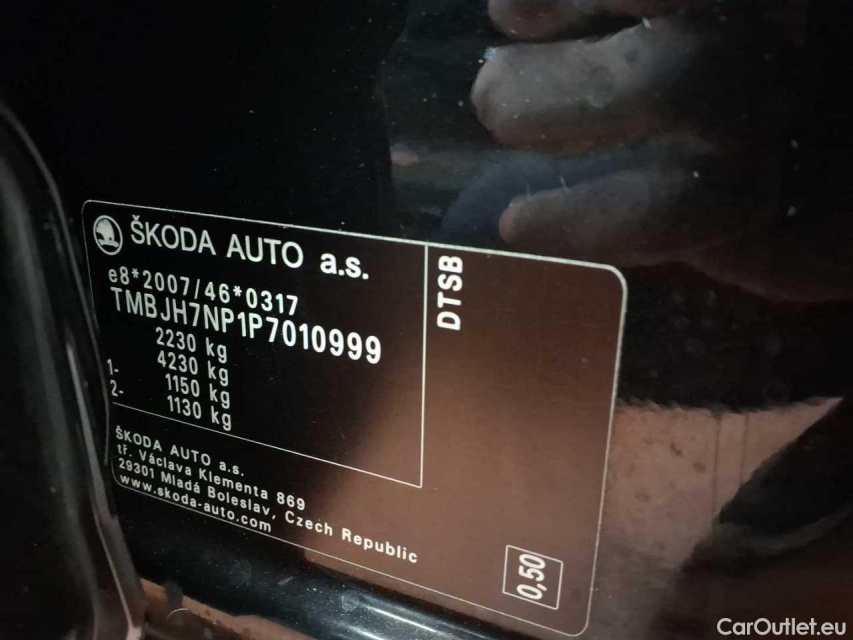 ŠKODA AUTO a.s.
e8*2007/46*0317
TMBJH7NP1P7010999
2230 kg
4230 kg
1- 1150 kg
2- 1130 kg
DTSB
ŠKODA AUTO a.s.
tř. Václava Klementa 869
29301 Mladá Boleslav, Czech Republic
www.skoda-auto.com
0,50
CarOutlet.eu